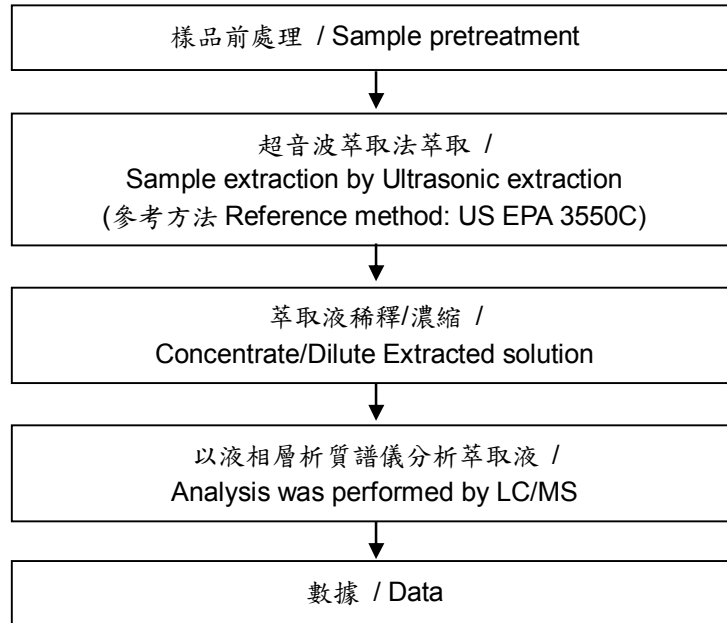 樣品前處理 / Sample pretreatment
超音波萃取法萃取 /
Sample extraction by Ultrasonic extraction
(參考方法 Reference method: US EPA 3550C)
萃取液稀釋/濃縮 /
Concentrate/Dilute Extracted solution
以液相層析質譜儀分析萃取液 /
Analysis was performed by LC/MS
數據 / Data